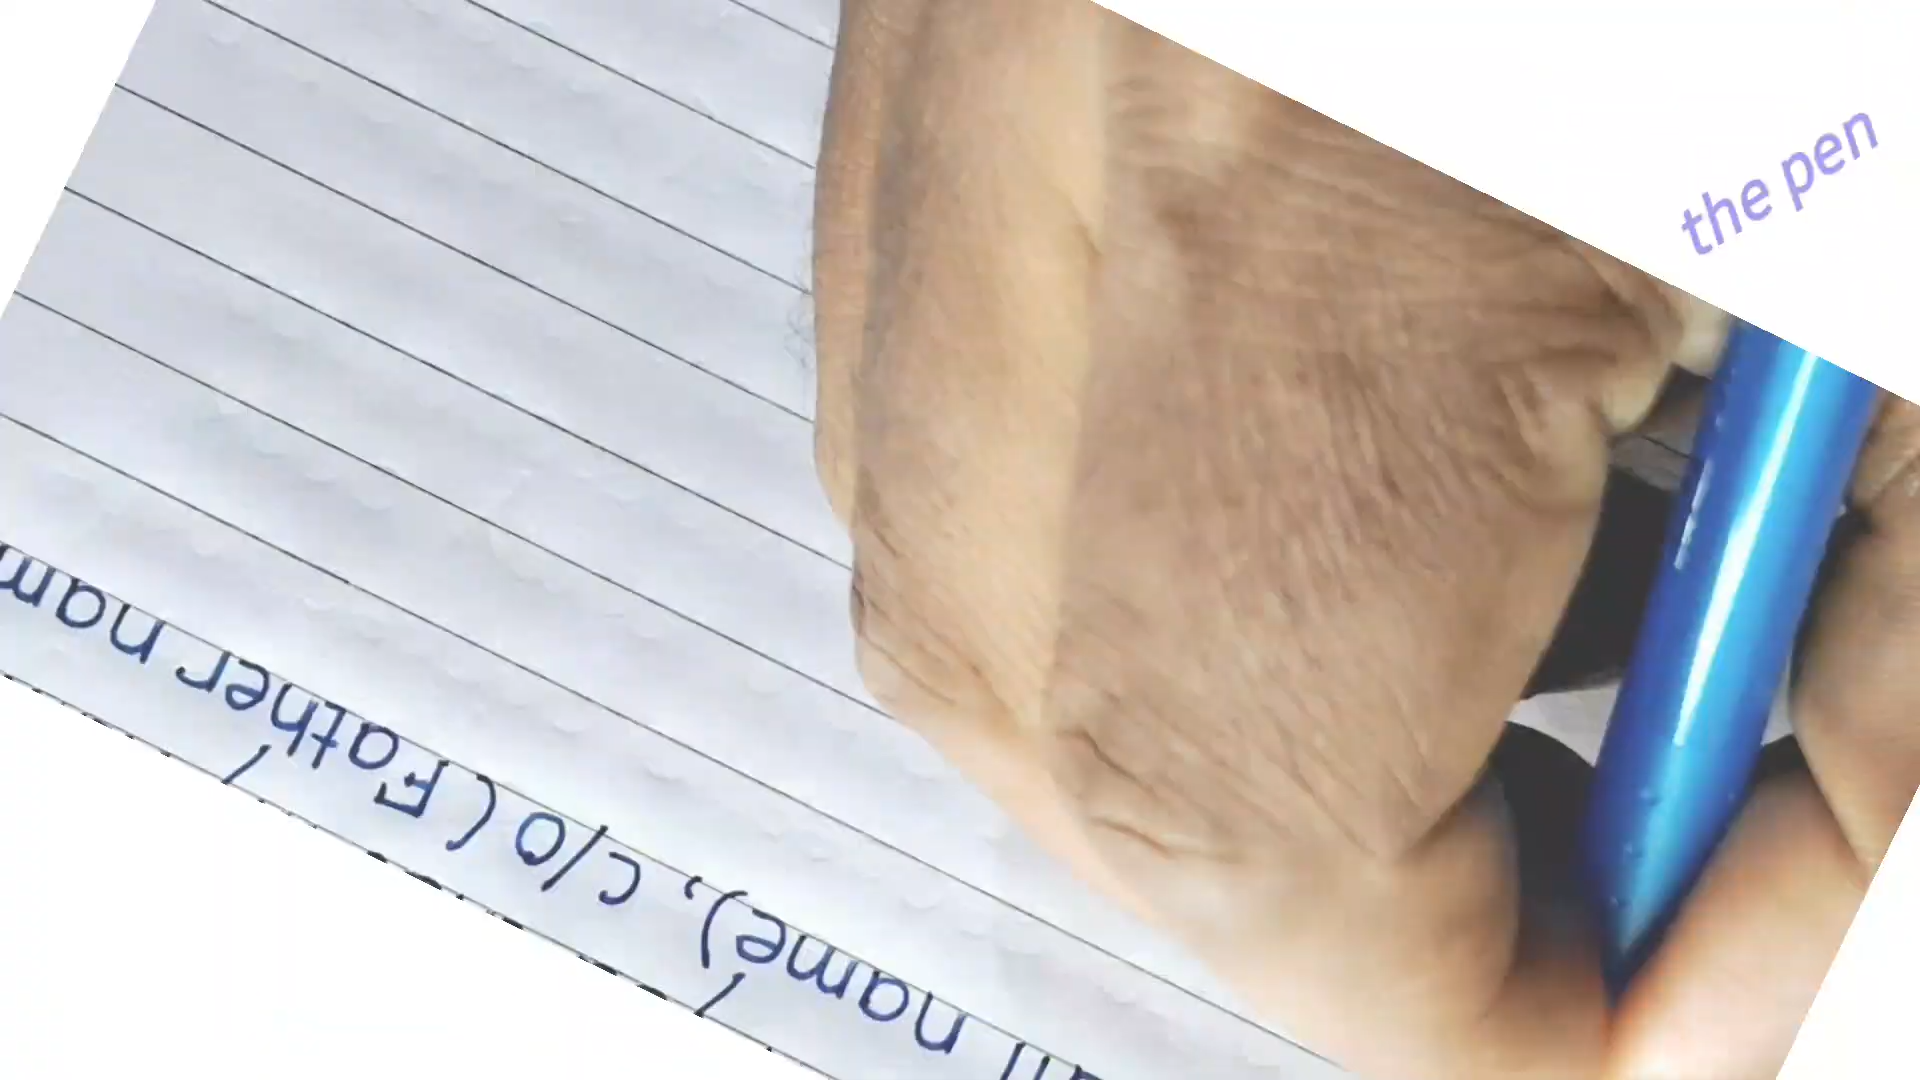 the pen
name), c/o (Father nam